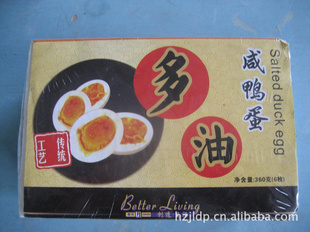 咸鸭蛋
Salted duck egg
多油
传统
工艺
净含量:360克(6枚)
Better Living
hzjldp.cn.alibaba.com